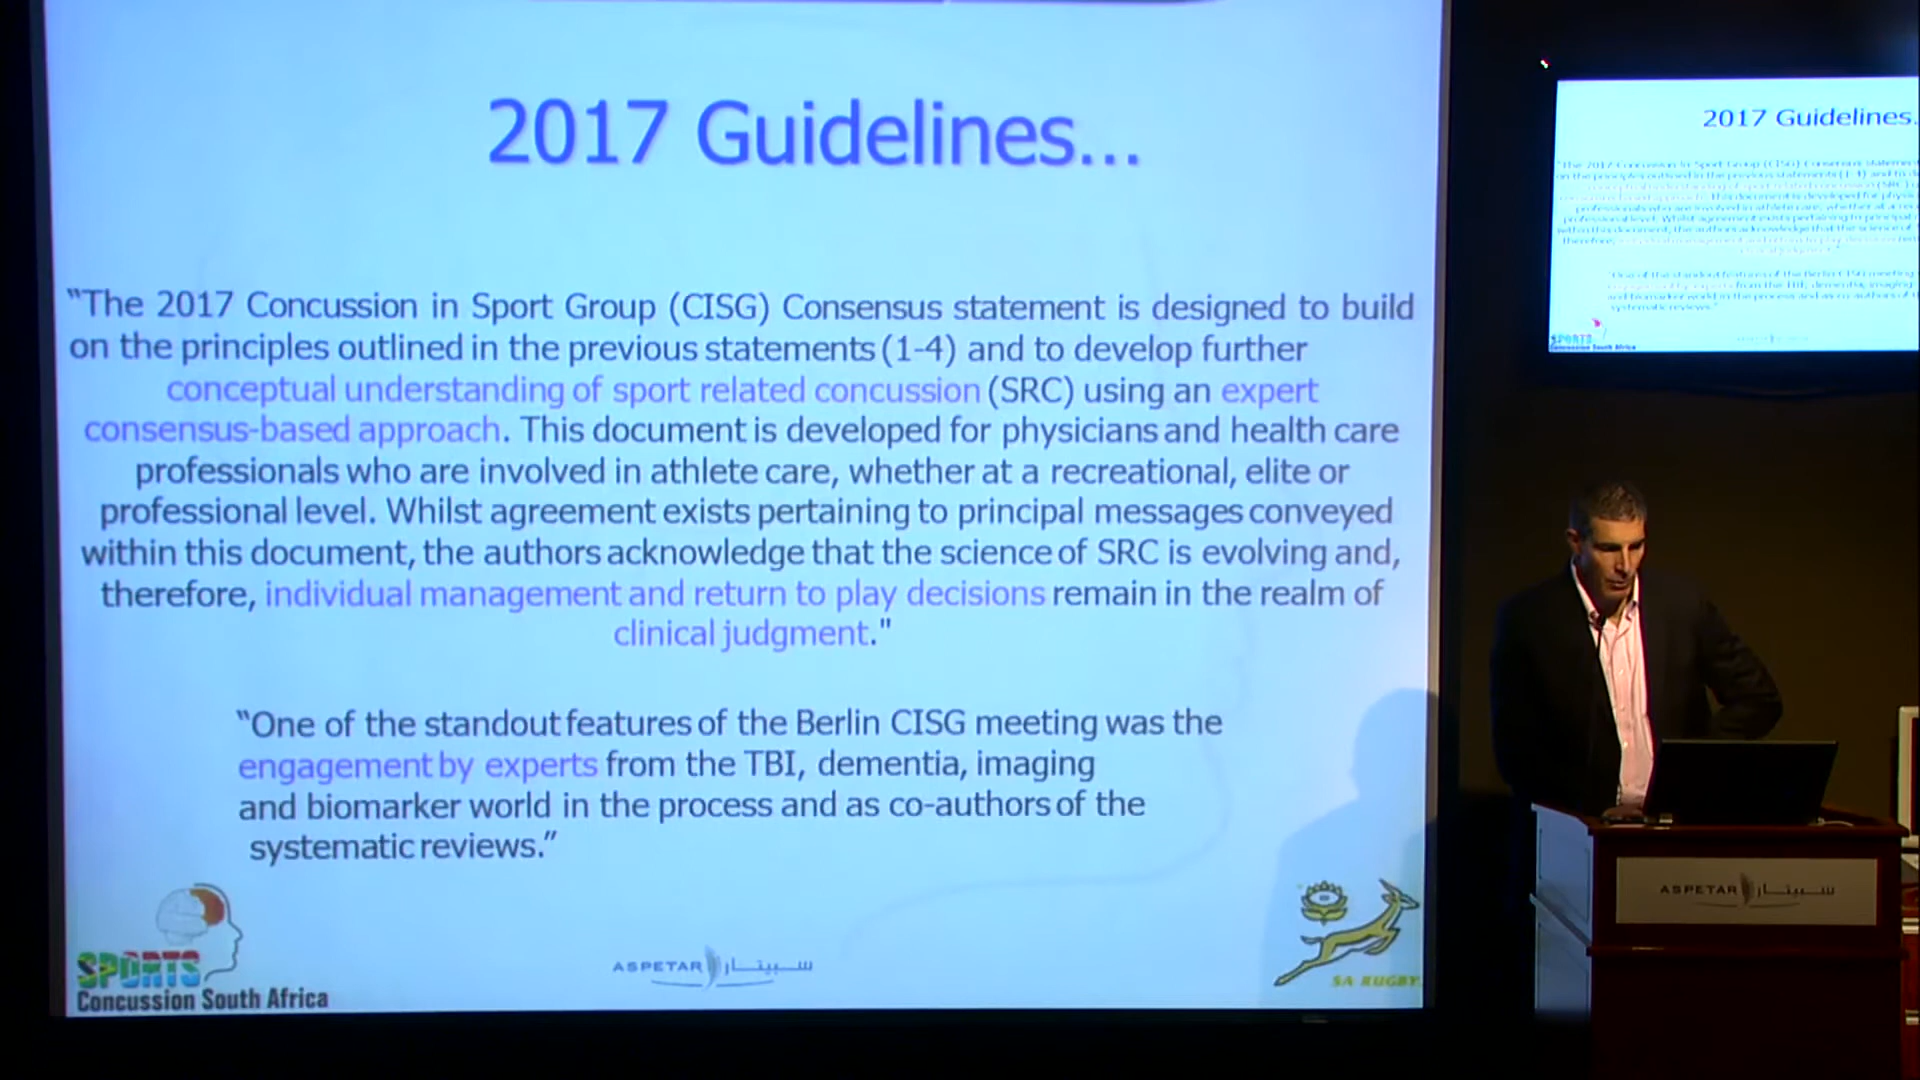 2017 Guidelines...
“The 2017 Concussion in Sport Group (CISG) Consensus statement is designed to build
on the principles outlined in the previous statements (1-4) and to develop further
conceptual understanding of sport related concussion (SRC) using an expert
consensus-based approach. This document is developed for physicians and health care
professionals who are involved in athlete care, whether at a recreational, elite or
professional level. Whilst agreement exists pertaining to principal messages conveyed
within this document, the authors acknowledge that the science of SRC is evolving and,
therefore, individual management and return to play decisions remain in the realm of
clinical judgment."
“One of the standout features of the Berlin CISG meeting was the
engagement by experts from the TBI, dementia, imaging
and biomarker world in the process and as co-authors of the
systematic reviews.”
SPORTS
Concussion South Africa
ASPETAR سبيتار
SA RUGBY
2017 Guidelines.
SPORTS
Concussion South Africa
ASPETAR سبيتار